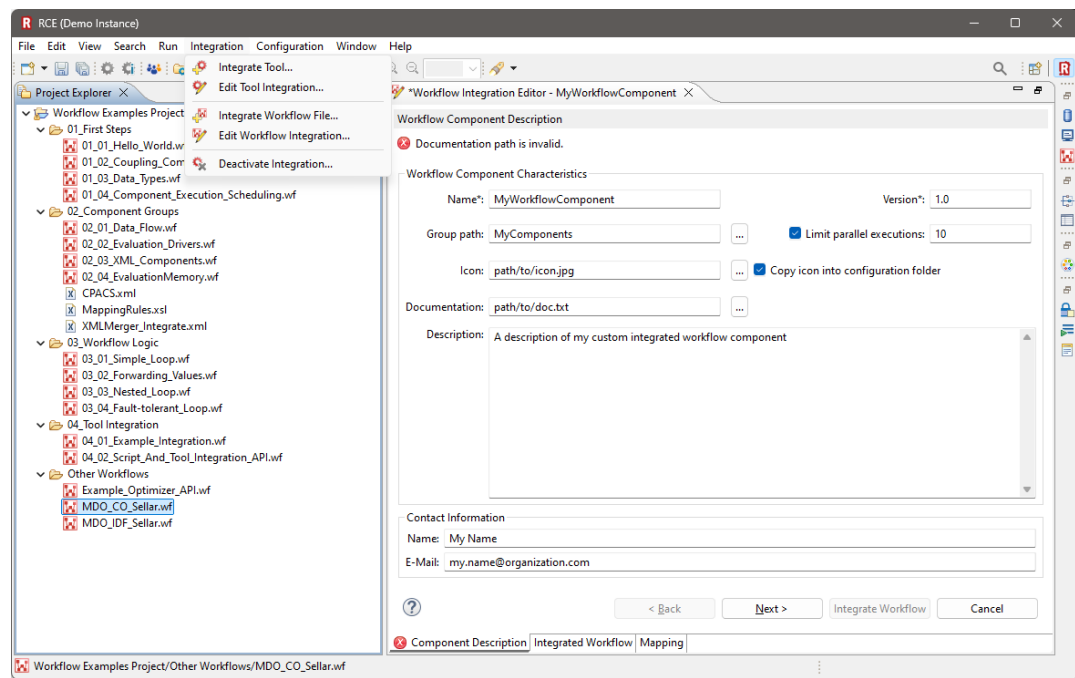 RCE (Demo Instance)
File Edit View Search Run Integration Configuration Window Help
Integrate Tool...
Edit Tool Integration...
Integrate Workflow File...
Edit Workflow Integration...
Deactivate Integration...
Project Explorer
Workflow Examples Project
01_First Steps
01_01_Hello_World.w
01_02_Coupling_Com
01_03_Data_Types.wf
01_04_Component_Execution_Scheduling.wf
02_Component Groups
02_01_Data_Flow.wf
02_02_Evaluation_Drivers.wf
02_03_XML_Components.wf
02_04_EvaluationMemory.wf
CPACS.xml
MappingRules.xsl
XMLMerger_Integrate.xml
03_Workflow Logic
03_01_Simple_Loop.wf
03_02_Forwarding_Values.wf
03_03_Nested_Loop.wf
03_04_Fault-tolerant_Loop.wf
04_Tool Integration
04_01_Example_Integration.wf
04_02_Script_And_Tool_Integration_API.wf
Other Workflows
Example_Optimizer_API.wf
MDO_CO_Sellar.wf
MDO_IDF_Sellar.wf
*Workflow Integration Editor - MyWorkflowComponent
Workflow Component Description
Documentation path is invalid.
Workflow Component Characteristics
Name*: MyWorkflowComponent Version*: 1.0
Group path: MyComponents ... Limit parallel executions: 10
Icon: path/to/icon.jpg ... Copy icon into configuration folder
Documentation: path/to/doc.txt ...
Description: A description of my custom integrated workflow component
Contact Information
Name: My Name
E-Mail: my.name@organization.com
? < Back Next > Integrate Workflow Cancel
Component Description Integrated Workflow Mapping
Workflow Examples Project/Other Workflows/MDO_CO_Sellar.wf